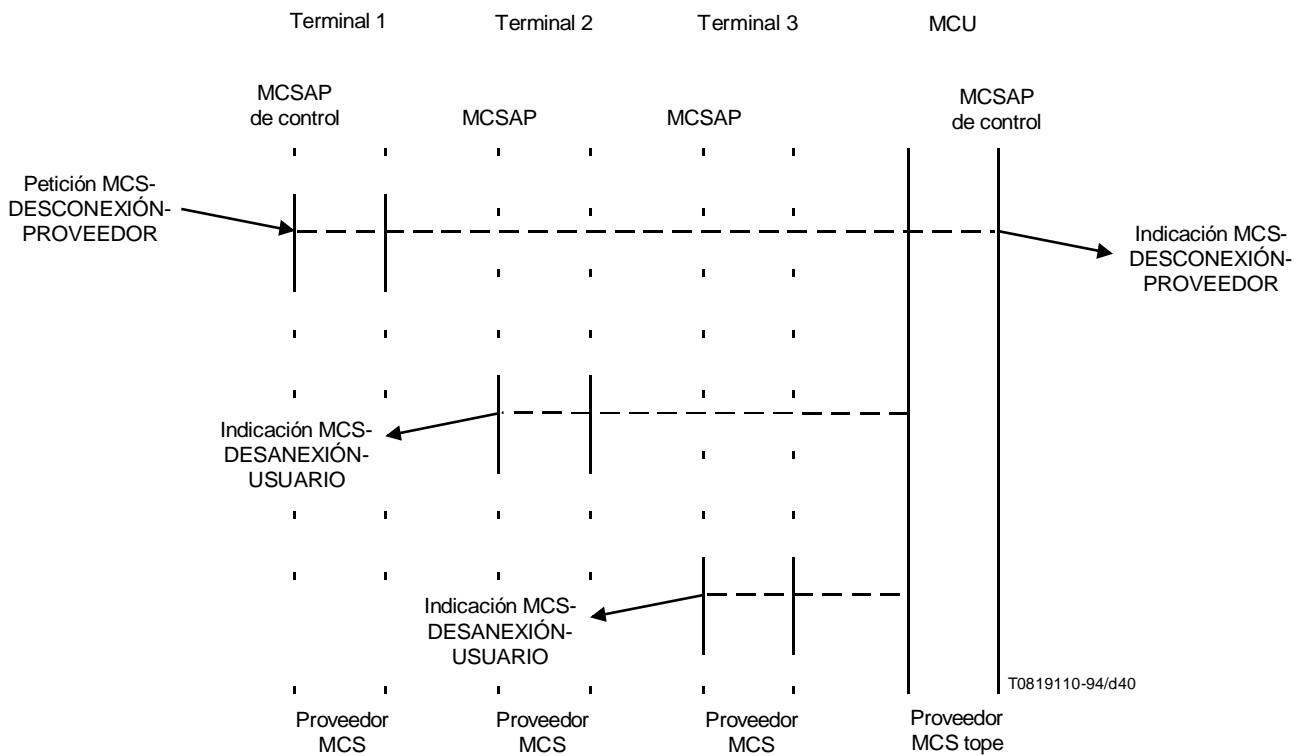 Terminal 1
Terminal 2
Terminal 3
MCU
MCSAP
de control
MCSAP
MCSAP
MCSAP
de control
Petición MCS-
DESCONEXIÓN-
PROVEEDOR
Indicación MCS-
DESCONEXIÓN-
PROVEEDOR
Indicación MCS-
DESANEXIÓN-
USUARIO
Indicación MCS-
DESANEXIÓN-
USUARIO
T0819110-94/d40
Proveedor
MCS
Proveedor
MCS
Proveedor
MCS
Proveedor
MCS tope